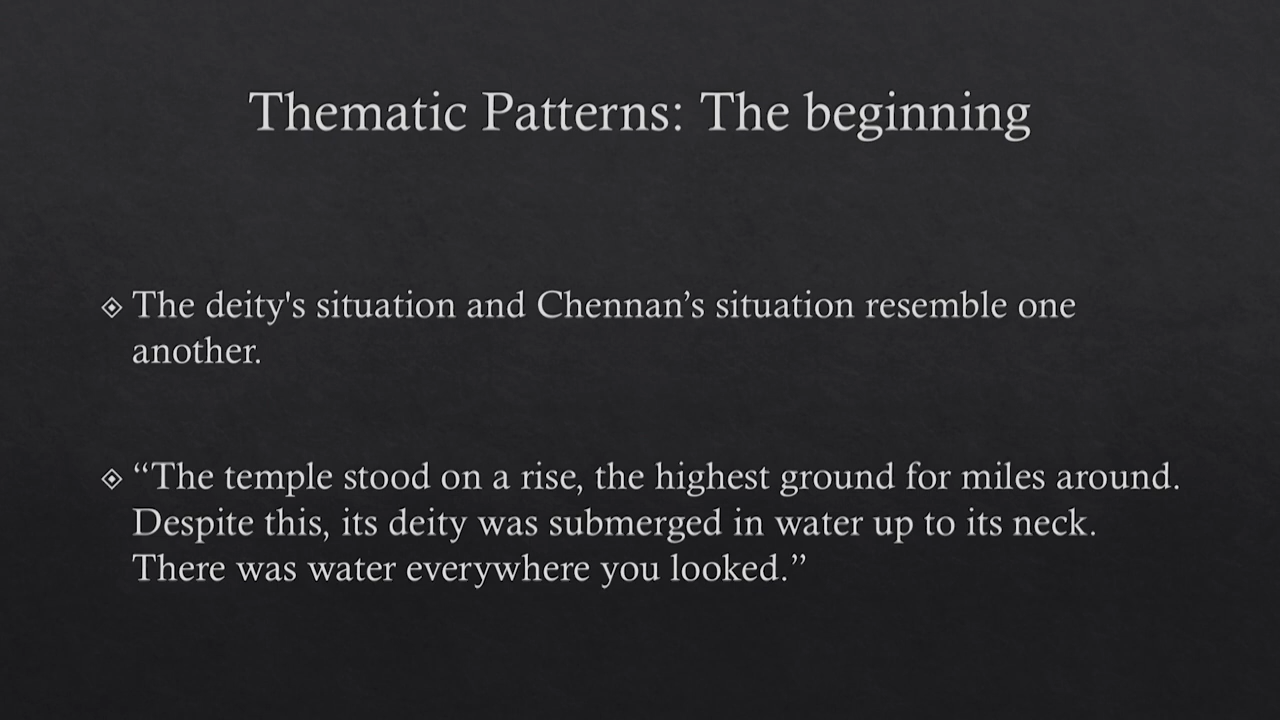 Thematic Patterns: The beginning
The deity's situation and Chennan’s situation resemble one
another.
“The temple stood on a rise, the highest ground for miles around.
Despite this, its deity was submerged in water up to its neck.
There was water everywhere you looked.”